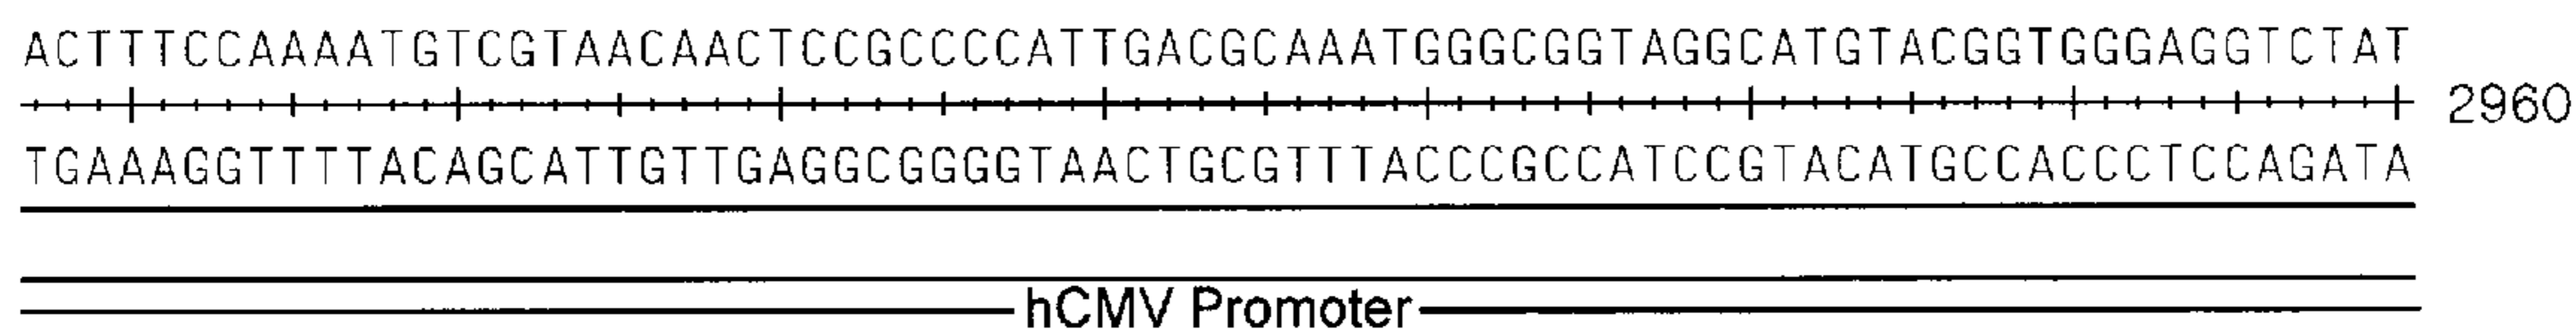 ACTTTCCAAAATGTCGTAACAACTCCGCCCCATTGACGCAAATGGGCGGTAGGCATGTACGGTGGGAGGTCTAT
2960
TGAAAGGTTTTACAGCATTGTTGAGGCGGGGTAACTGCGTTTACCCGCCATCCGTACATGCCACCCTCCAGATA
hCMV Promoter